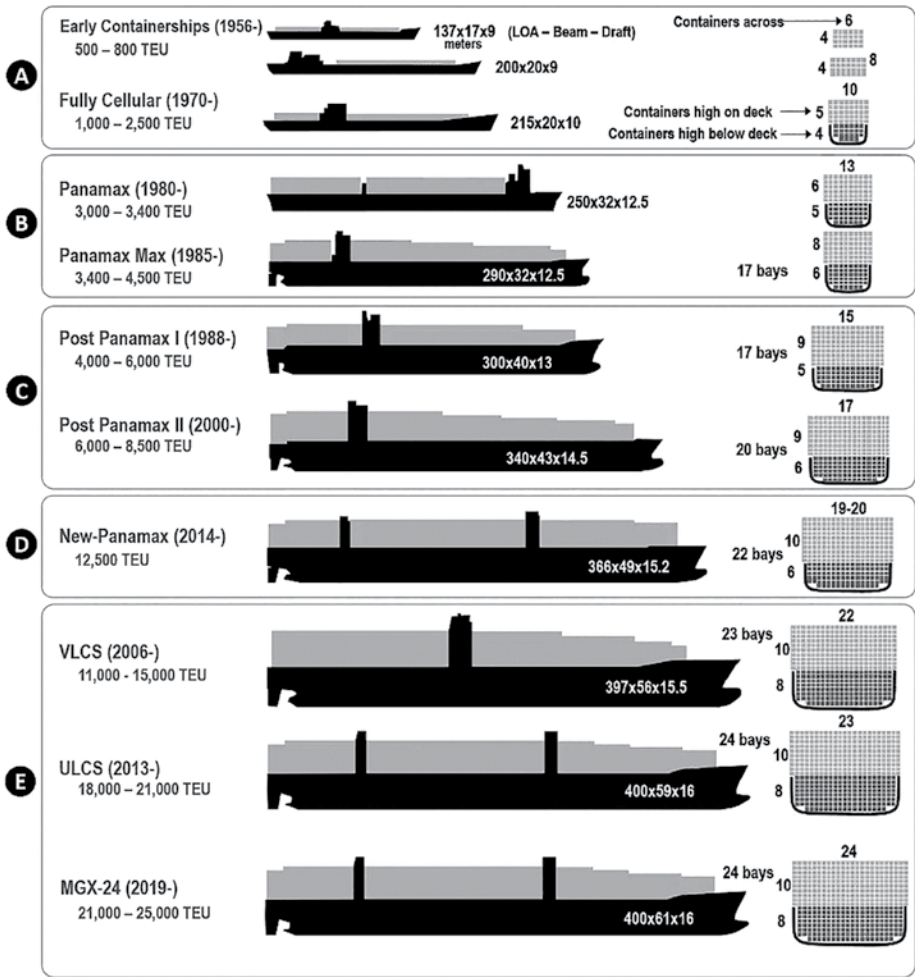 A
Early Containerships (1956-)
500 – 800 TEU
137x17x9 (LOA – Beam – Draft)
meters
200x20x9
Containers across 6
4
4 8
Fully Cellular (1970-)
1,000 – 2,500 TEU
215x20x10
10
Containers high on deck 5
Containers high below deck 4
B
Panamax (1980-)
3,000 – 3,400 TEU
250x32x12.5
13
6
5
Panamax Max (1985-)
3,400 – 4,500 TEU
290x32x12.5
17 bays
8
6
C
Post Panamax I (1988-)
4,000 – 6,000 TEU
300x40x13
17 bays
15
9
5
Post Panamax II (2000-)
6,000 – 8,500 TEU
340x43x14.5
20 bays
17
9
6
D
New-Panamax (2014-)
12,500 TEU
366x49x15.2
22 bays
19-20
10
6
E
VLCS (2006-)
11,000 - 15,000 TEU
397x56x15.5
23 bays
22
10
8
ULCS (2013-)
18,000 – 21,000 TEU
400x59x16
24 bays
23
10
8
MGX-24 (2019-)
21,000 – 25,000 TEU
400x61x16
24 bays
24
10
8